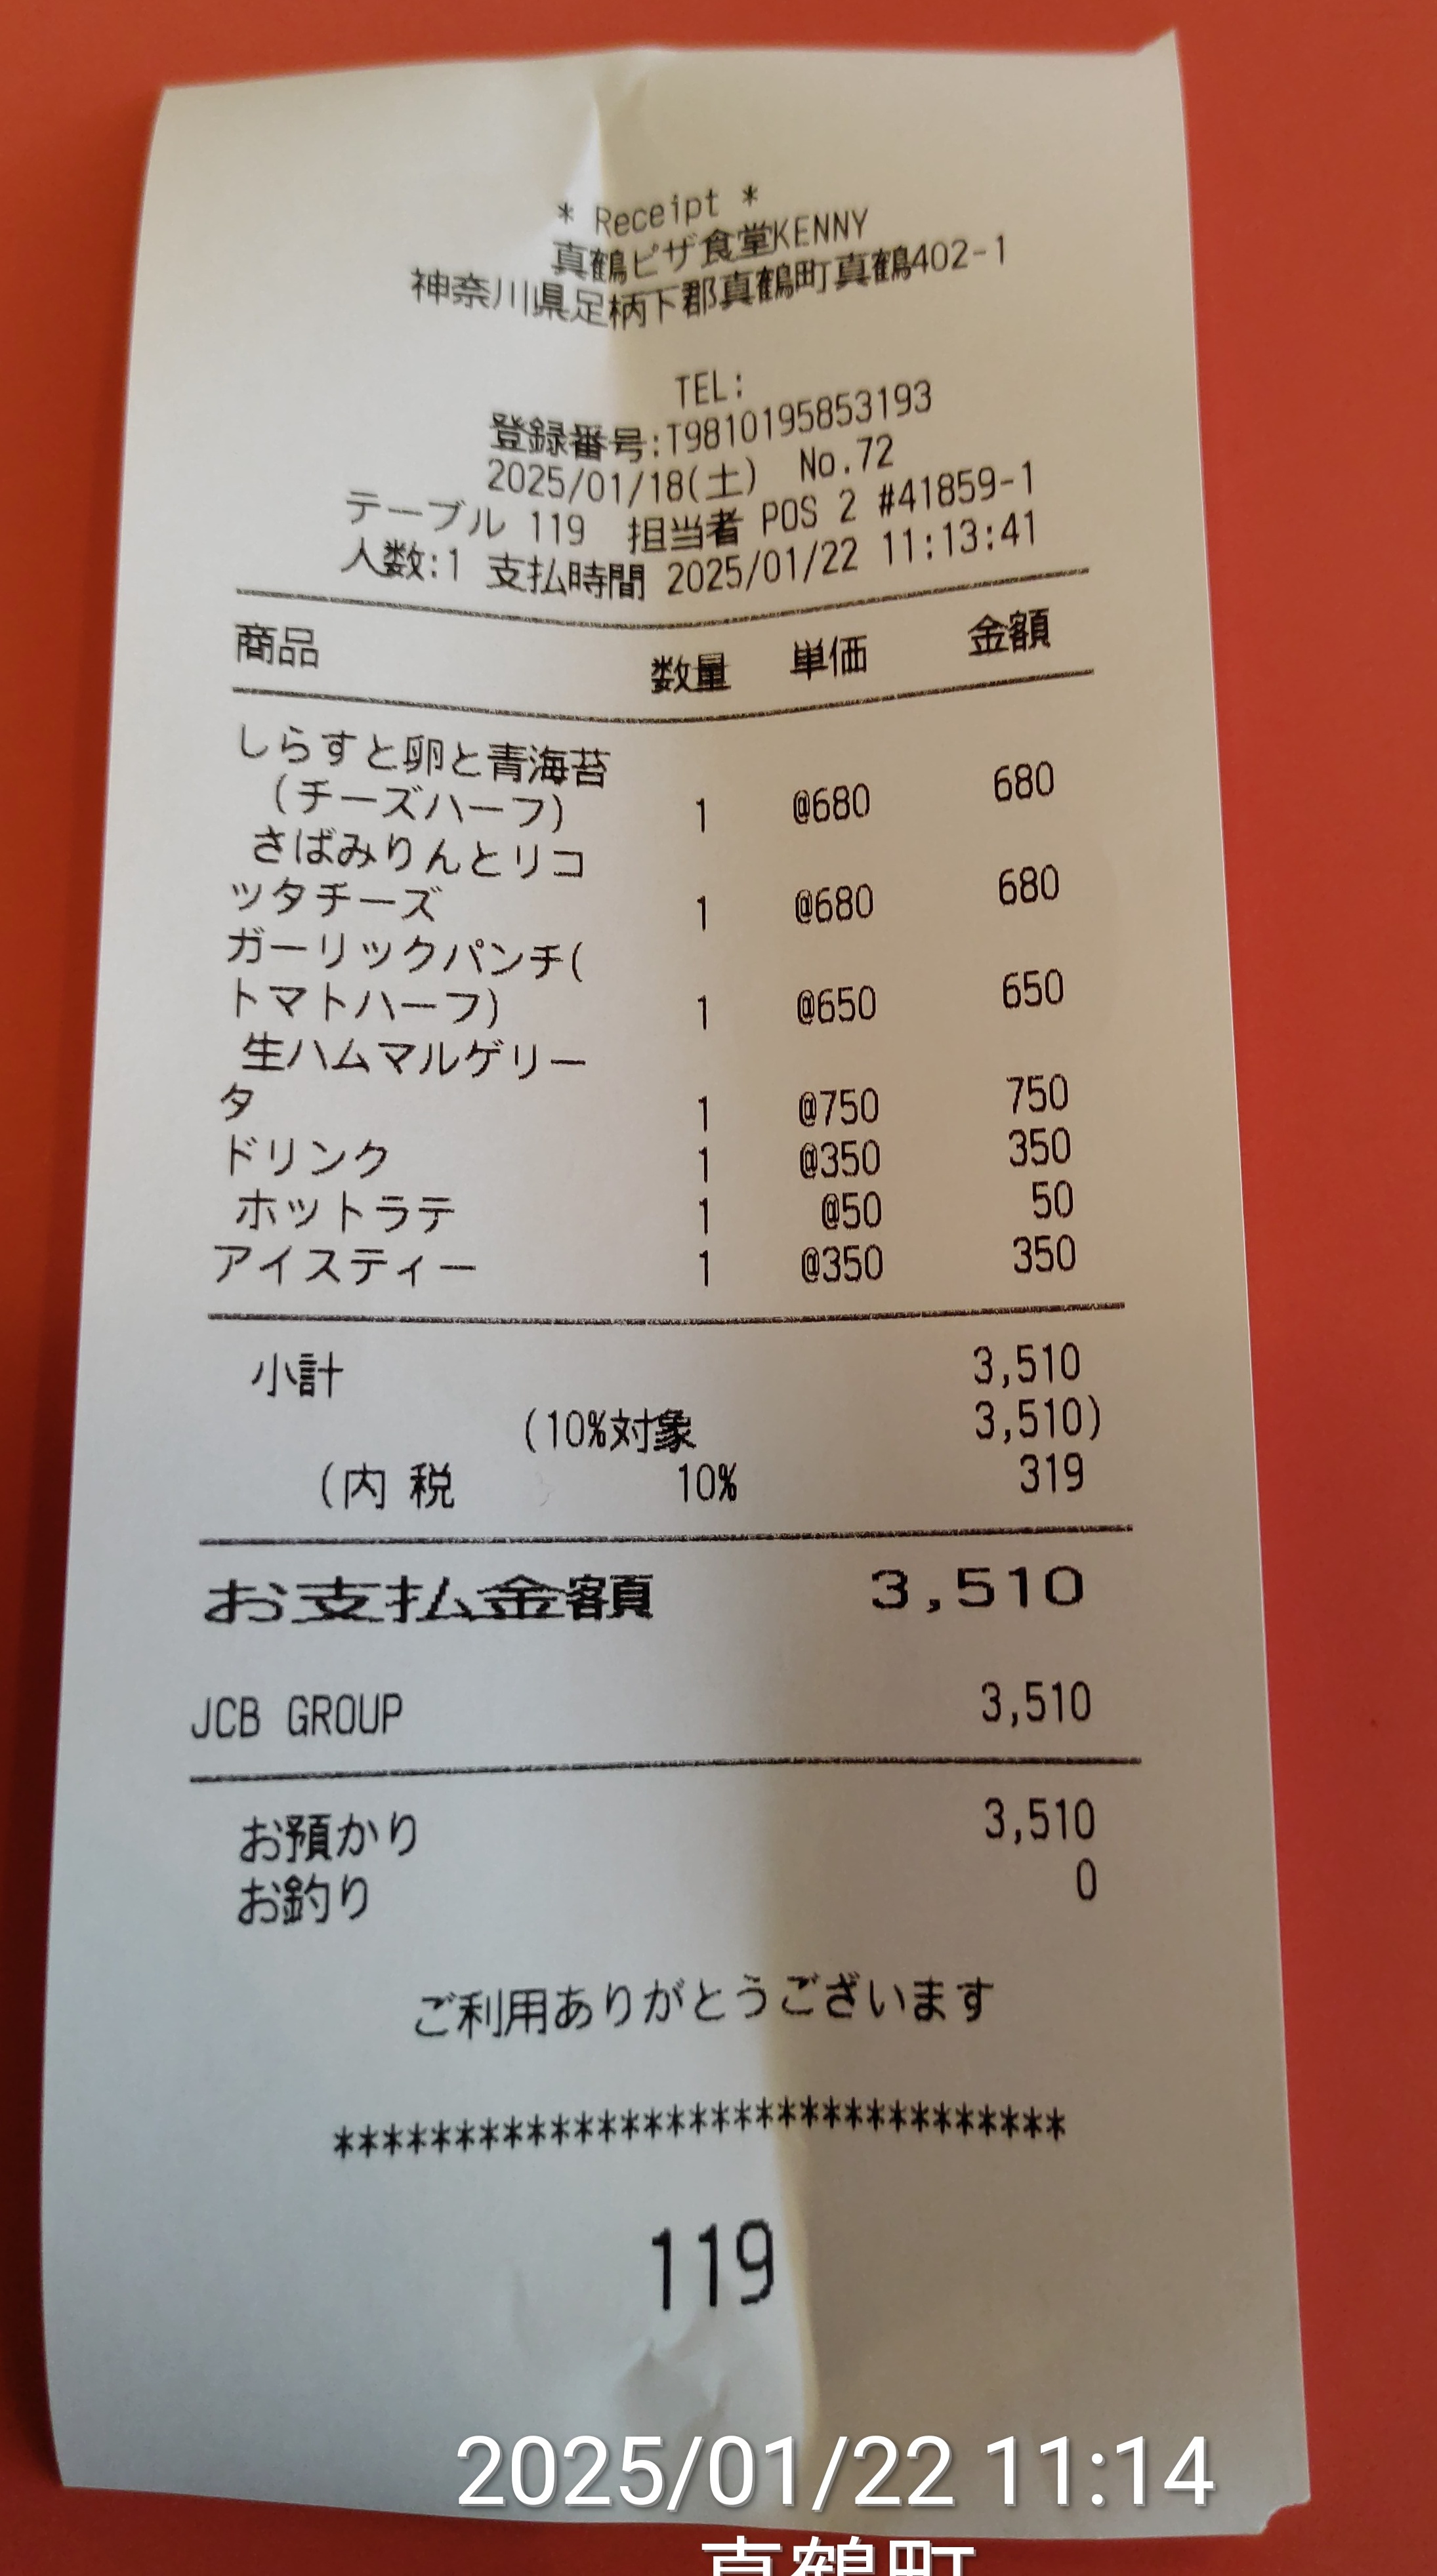 * Receipt *
真鶴ピザ食堂KENNY
神奈川県足柄下郡真鶴町真鶴402-1
TEL:
登録番号:T9810195853193
2025/01/18(土) No.72
テーブル 119 担当者 POS 2 #41859-1
人数:1 支払時間 2025/01/22 11:13:41
商品 数量 単価 金額
しらすと卵と青海苔
(チーズハーフ) 1 @680 680
さばみりんとリコ
ッタチーズ 1 @680 680
ガーリックパンチ(
トマトハーフ) 1 @650 650
生ハムマルゲリー
タ 1 @750 750
ドリンク 1 @350 350
ホットラテ 1 @50 50
アイスティー 1 @350 350
小計 3,510
(10%対象 3,510)
(内 税 10% 319
お支払金額 3,510
JCB GROUP 3,510
お預かり 3,510
お釣り 0
ご利用ありがとうございます
******************************
119
2025/01/22 11:14
真鶴町